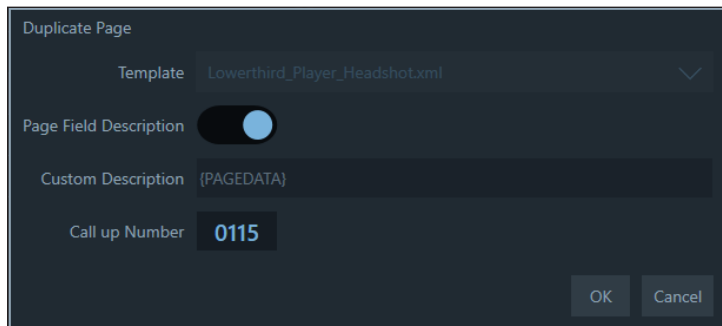 Duplicate Page
Template Lowerthird_Player_Headshot.xml
Page Field Description
Custom Description {PAGEDATA}
Call up Number 0115
OK Cancel